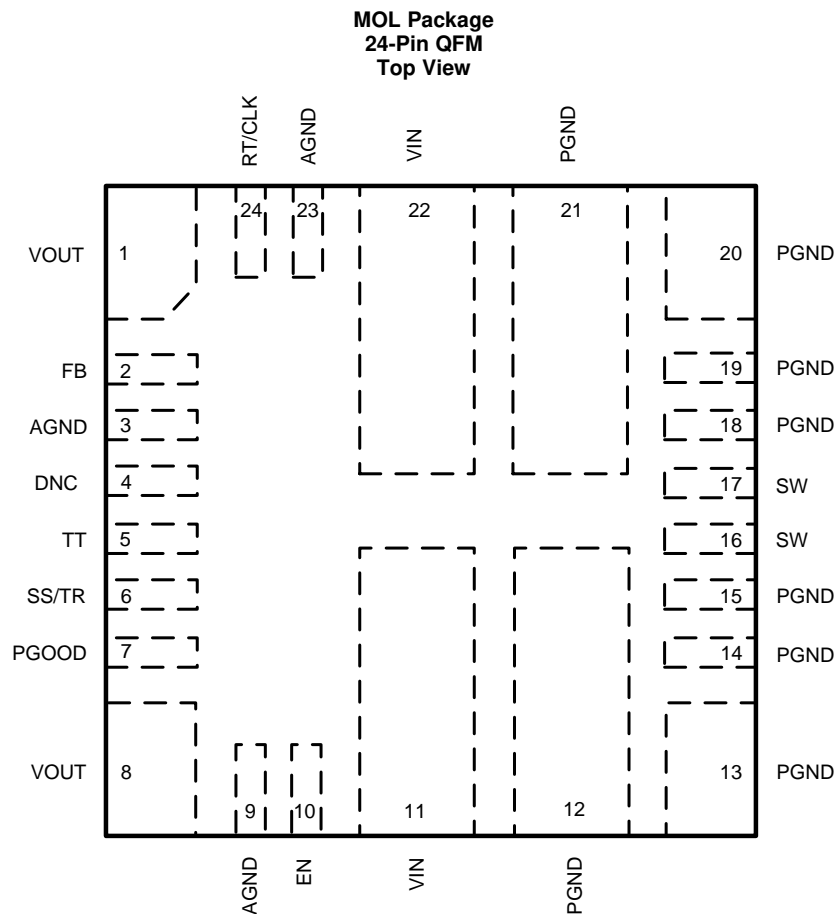 MOL Package
24-Pin QFM
Top View
RT/CLK
AGND
VIN
PGND
24
23
22
21
VOUT 1
20 PGND
FB 2
19 PGND
AGND 3
18 PGND
DNC 4
17 SW
TT 5
16 SW
SS/TR 6
15 PGND
PGOOD 7
14 PGND
VOUT 8
13 PGND
9
10
11
12
AGND
EN
VIN
PGND